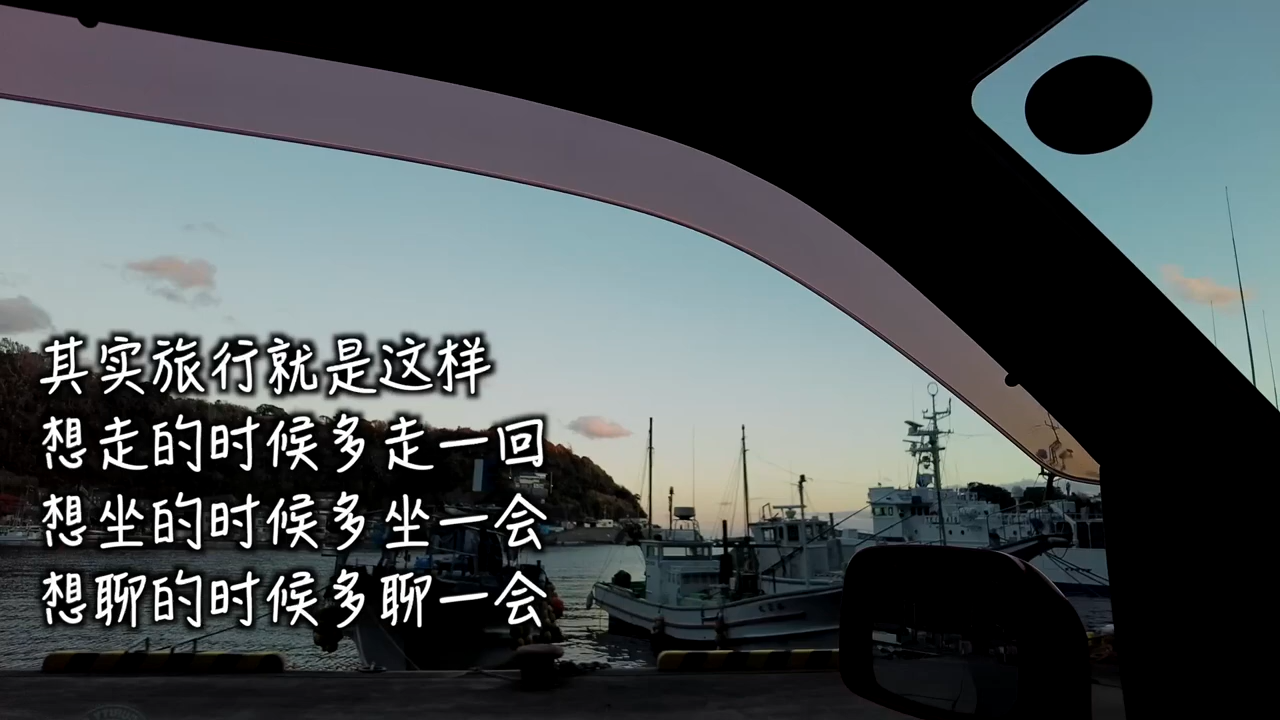 其实旅行就是这样
想走的时候多走一回
想坐的时候多坐一会
想聊的时候多聊一会